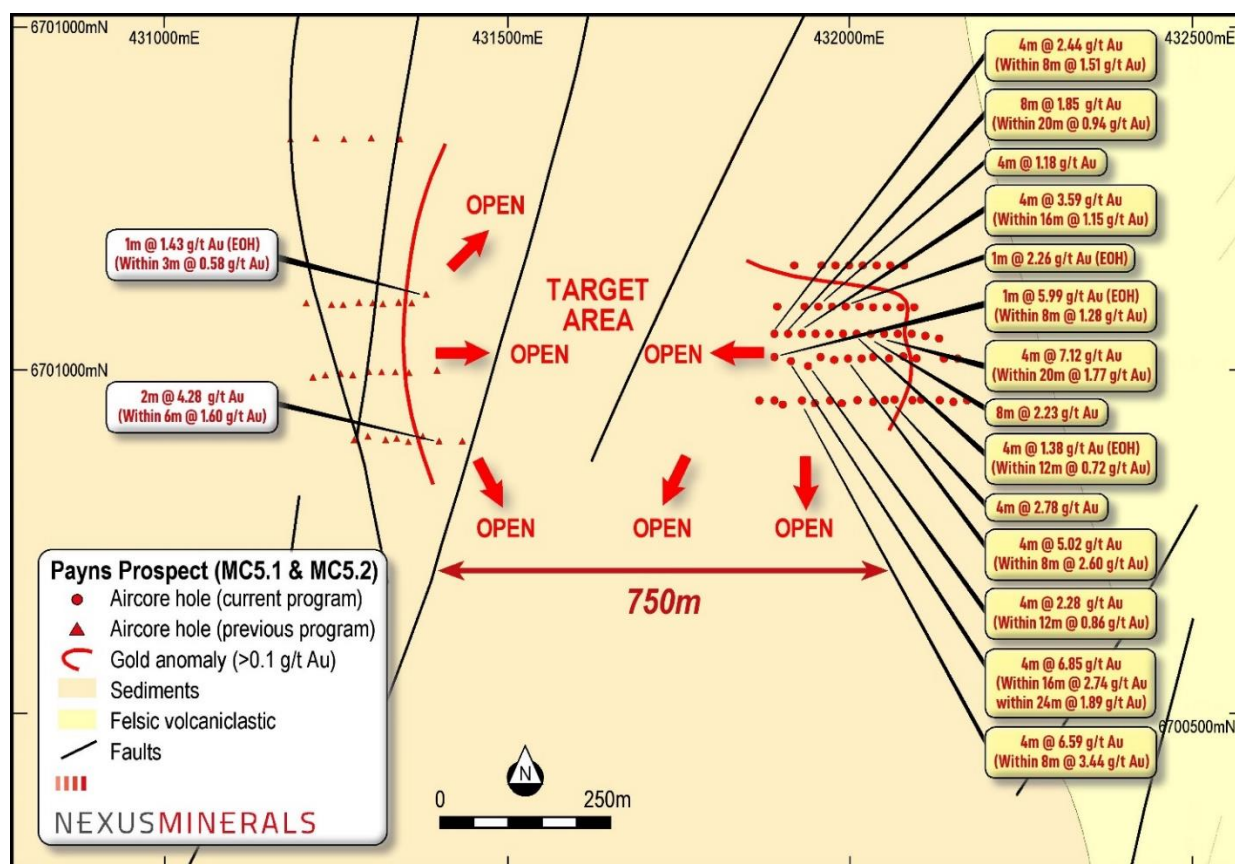 6701000mN
431000mE
431500mE
432000mE
432500mE
4m @ 2.44 g/t Au
(Within 8m @ 1.51 g/t Au)
8m @ 1.85 g/t Au
(Within 20m @ 0.94 g/t Au)
4m @ 1.18 g/t Au
4m @ 3.59 g/t Au
(Within 16m @ 1.15 g/t Au)
1m @ 2.26 g/t Au (EOH)
1m @ 5.99 g/t Au (EOH)
(Within 8m @ 1.28 g/t Au)
4m @ 7.12 g/t Au
(Within 20m @ 1.77 g/t Au)
8m @ 2.23 g/t Au
4m @ 1.38 g/t Au (EOH)
(Within 12m @ 0.72 g/t Au)
4m @ 2.78 g/t Au
4m @ 5.02 g/t Au
(Within 8m @ 2.60 g/t Au)
4m @ 2.28 g/t Au
(Within 12m @ 0.86 g/t Au)
4m @ 6.85 g/t Au
(Within 16m @ 2.74 g/t Au
within 24m @ 1.89 g/t Au)
4m @ 6.59 g/t Au
(Within 8m @ 3.44 g/t Au)
1m @ 1.43 g/t Au (EOH)
(Within 3m @ 0.58 g/t Au)
OPEN
TARGET
AREA
OPEN
OPEN
6701000mN
2m @ 4.28 g/t Au
(Within 6m @ 1.60 g/t Au)
OPEN
OPEN
OPEN
750m
6700500mN
Payns Prospect (MC5.1 & MC5.2)
Aircore hole (current program)
Aircore hole (previous program)
Gold anomaly (>0.1 g/t Au)
Sediments
Felsic volcaniclastic
Faults
NEXUSMINERALS
N
0
250m